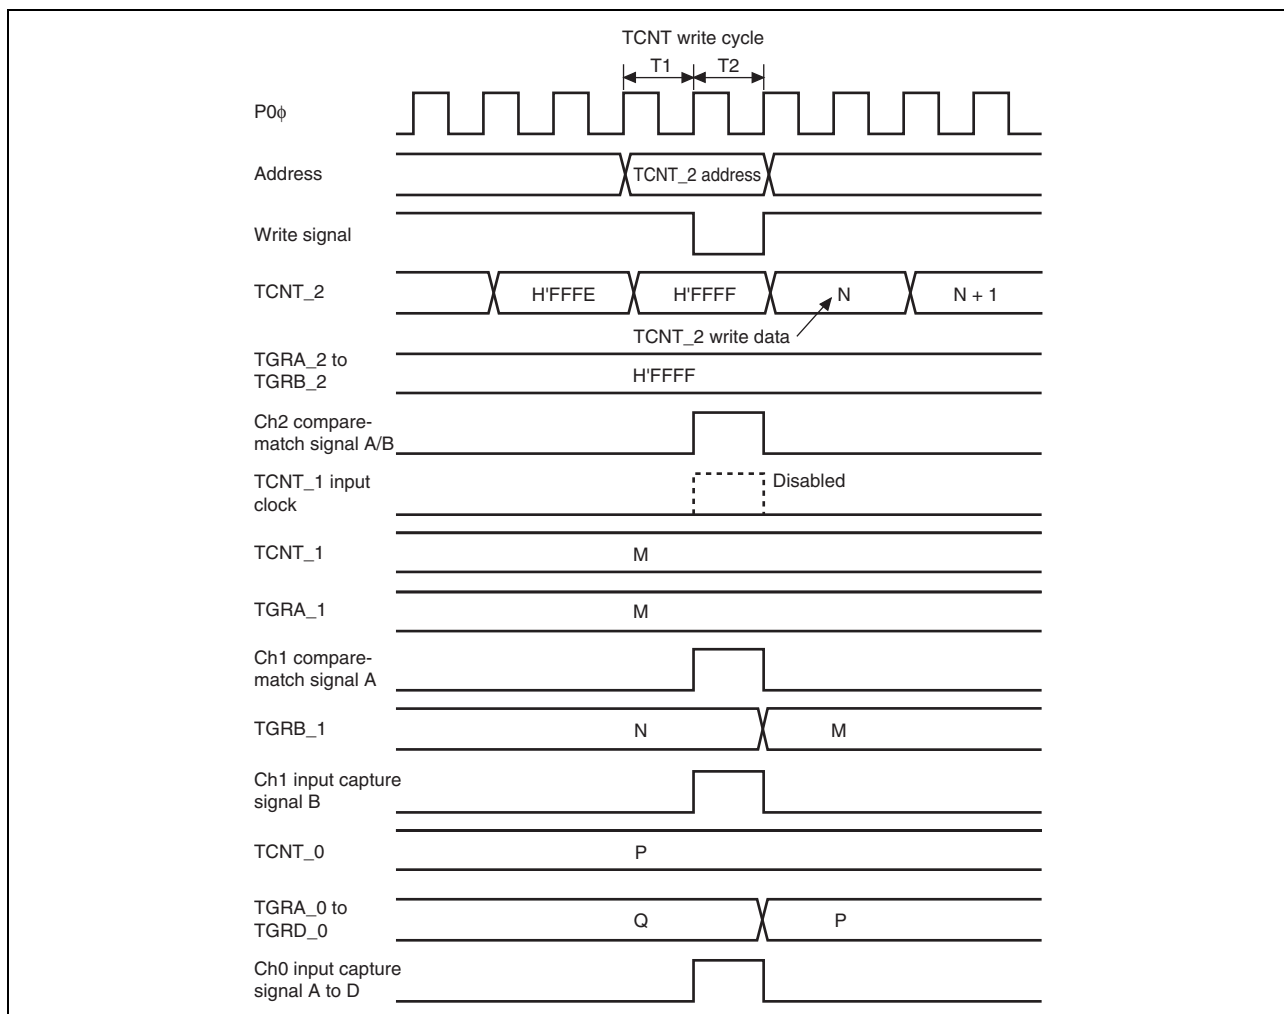 TCNT write cycle
T1 T2
P0ϕ
Address TCNT_2 address
Write signal
TCNT_2 H'FFFE H'FFFF N N + 1
TCNT_2 write data
TGRA_2 to
TGRB_2 H'FFFF
Ch2 compare-
match signal A/B
TCNT_1 input Disabled
clock
TCNT_1 M
TGRA_1 M
Ch1 compare-
match signal A
TGRB_1 N M
Ch1 input capture
signal B
TCNT_0 P
TGRA_0 to
TGRD_0 Q P
Ch0 input capture
signal A to D